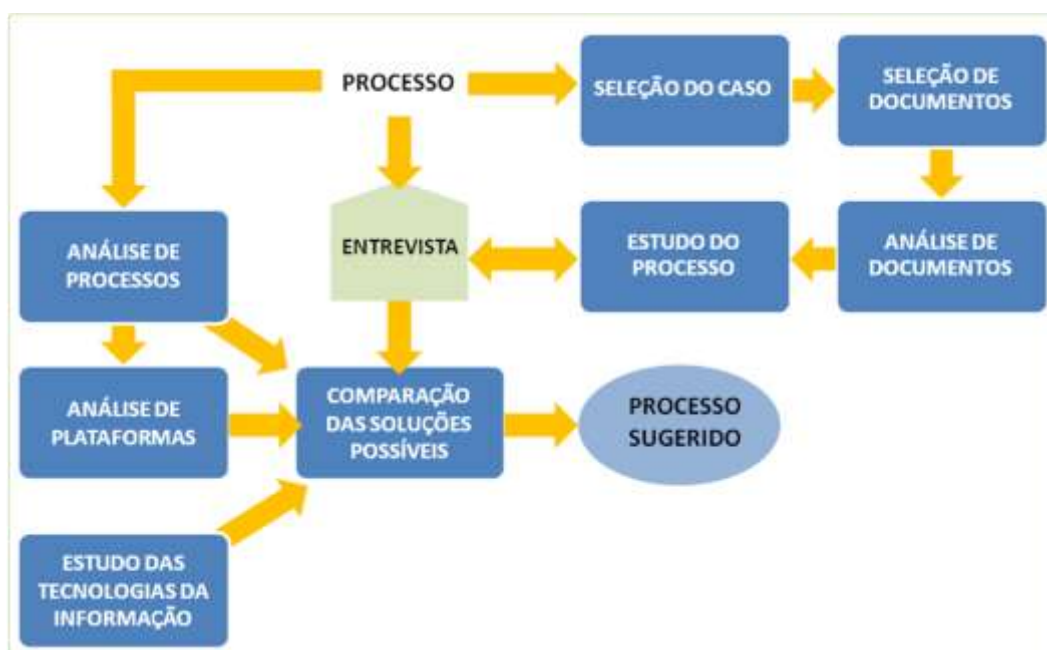 PROCESSO
SELEÇÃO DO CASO
SELEÇÃO DE
DOCUMENTOS
ANÁLISE DE
PROCESSOS
ENTREVISTA
ESTUDO DO
PROCESSO
ANÁLISE DE
DOCUMENTOS
ANÁLISE DE
PLATAFORMAS
COMPARAÇÃO
DAS SOLUÇÕES
POSSÍVEIS
PROCESSO
SUGERIDO
ESTUDO DAS
TECNOLOGIAS DA
INFORMAÇÃO